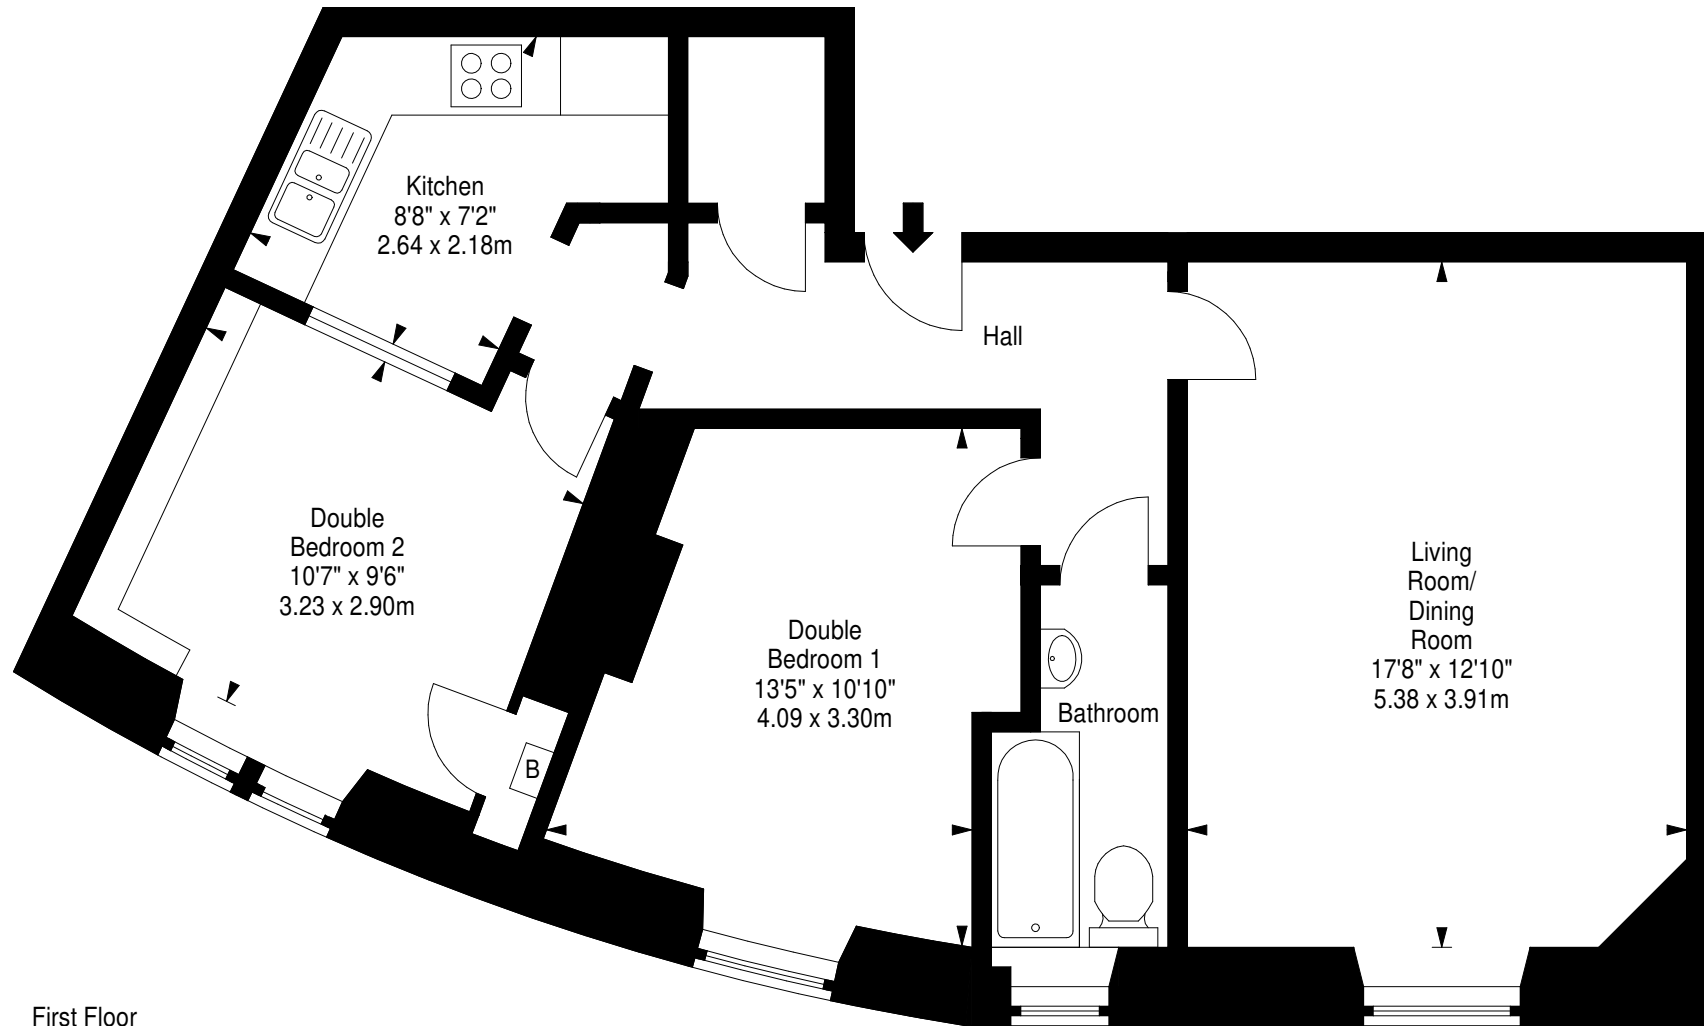 Kitchen
8'8" x 7'2"
2.64 x 2.18m
Hall
Double
Bedroom 2
10'7" x 9'6"
3.23 x 2.90m
Double
Bedroom 1
13'5" x 10'10"
4.09 x 3.30m
Living
Room/
Dining
Room
17'8" x 12'10"
5.38 x 3.91m
Bathroom
B
First Floor